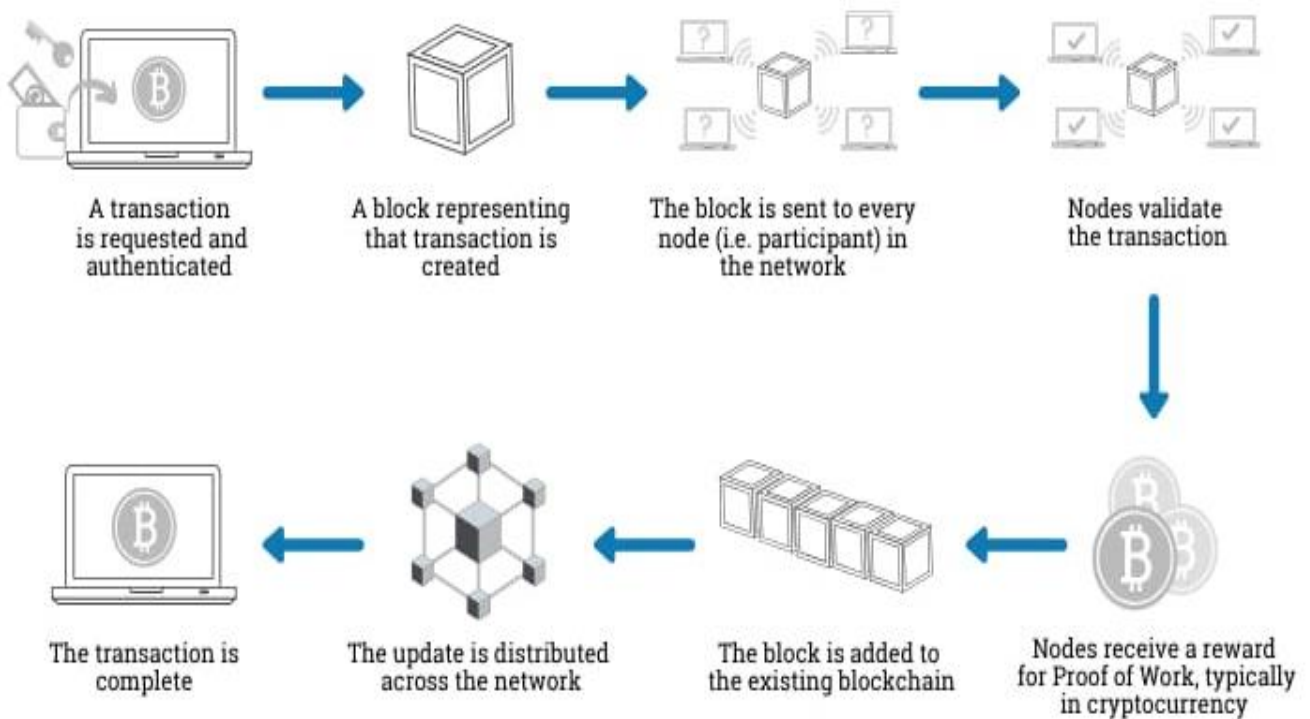 A transaction
is requested and
authenticated
A block representing
that transaction is
created
The block is sent to every
node (i.e. participant) in
the network
Nodes validate
the transaction
Nodes receive a reward
for Proof of Work, typically
in cryptocurrency
The block is added to
the existing blockchain
The update is distributed
across the network
The transaction is
complete